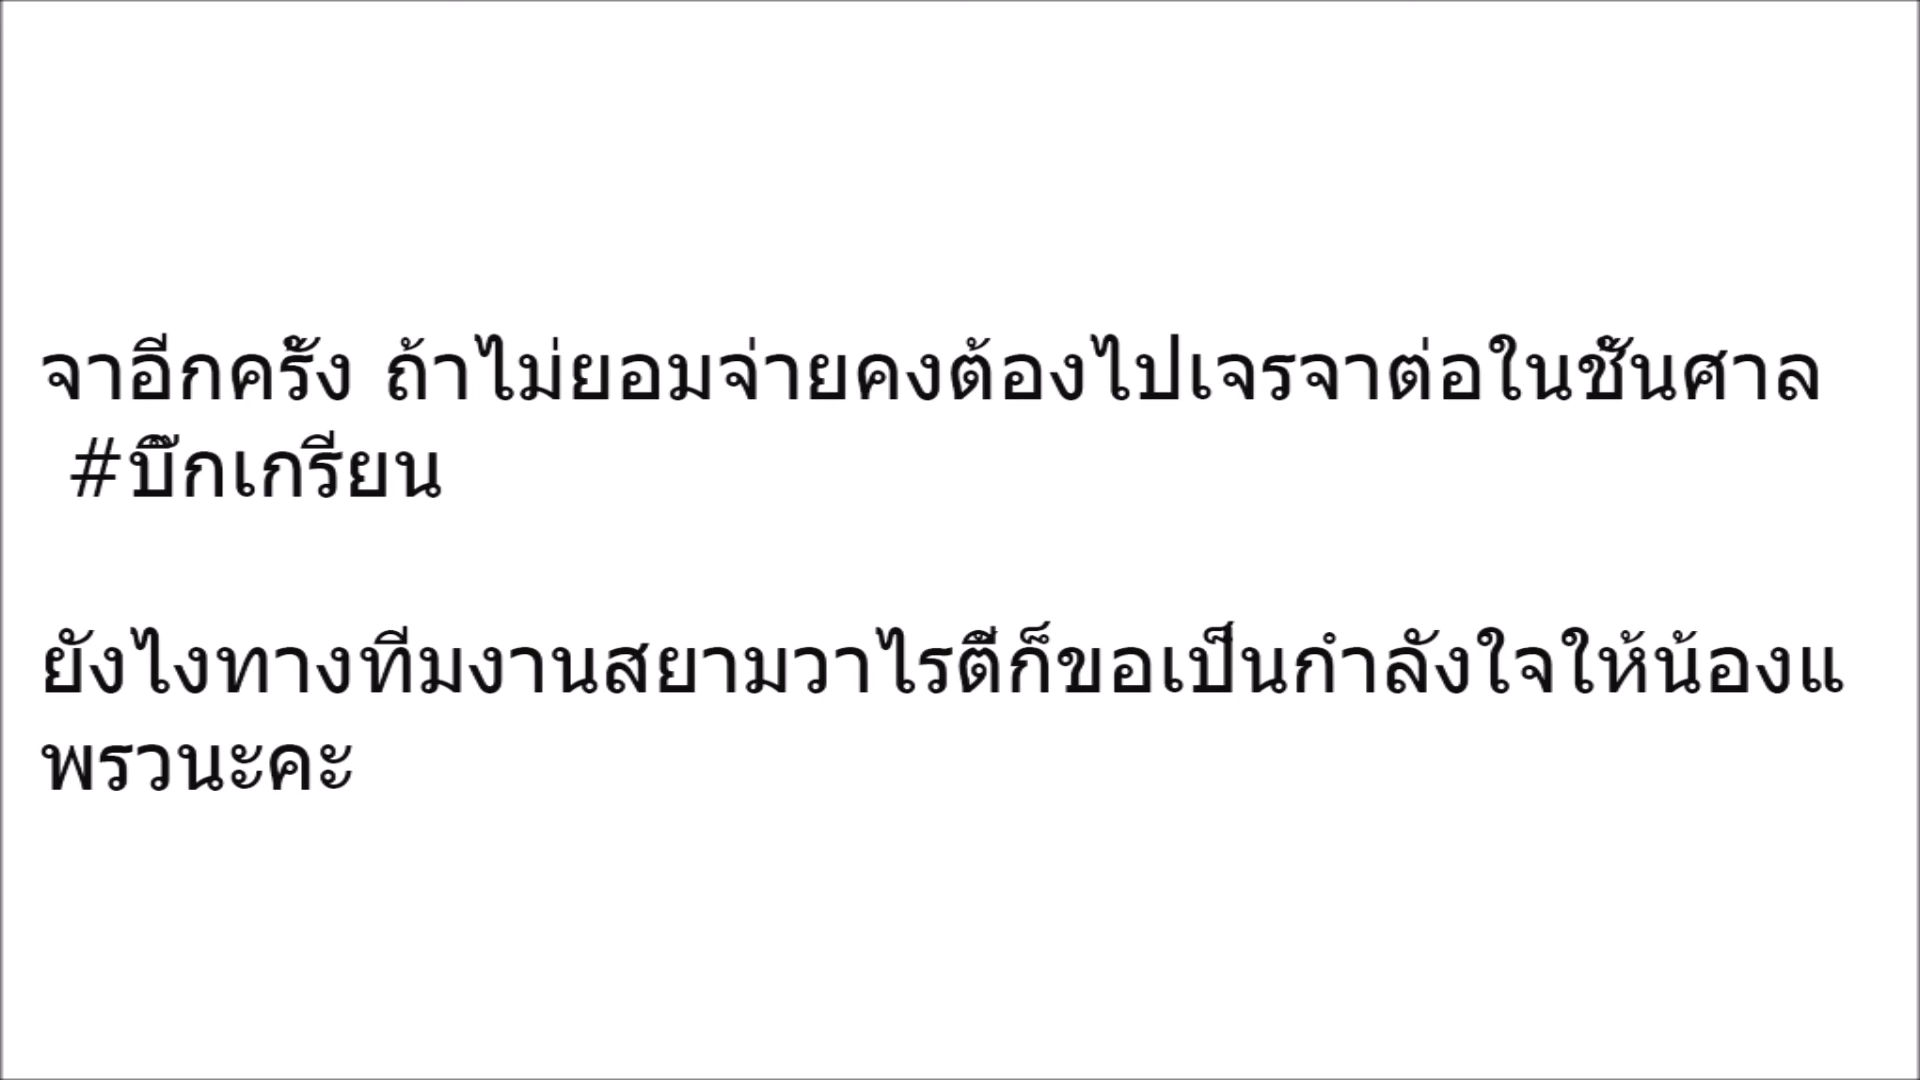 จาอีกครั้ง ถ้าไม่ยอมจ่ายคงต้องไปเจรจาต่อในชั้นศาล
#บิ๊กเกรียน
ยังไงทางทีมงานสยามวาไรตี้ก็ขอเป็นกำลังใจให้น้องแ
พรวนะคะ